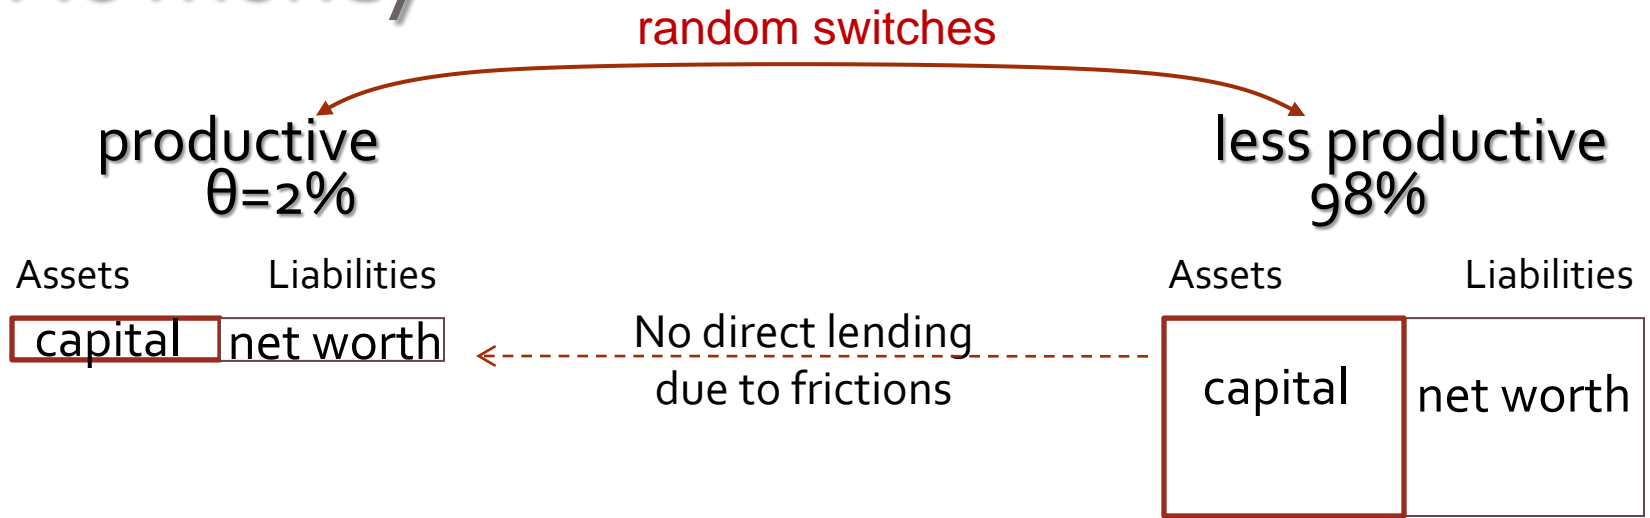 random switches
productive
θ=2%
less productive
98%
Assets Liabilities
capital net worth
No direct lending
due to frictions
Assets Liabilities
capital net worth